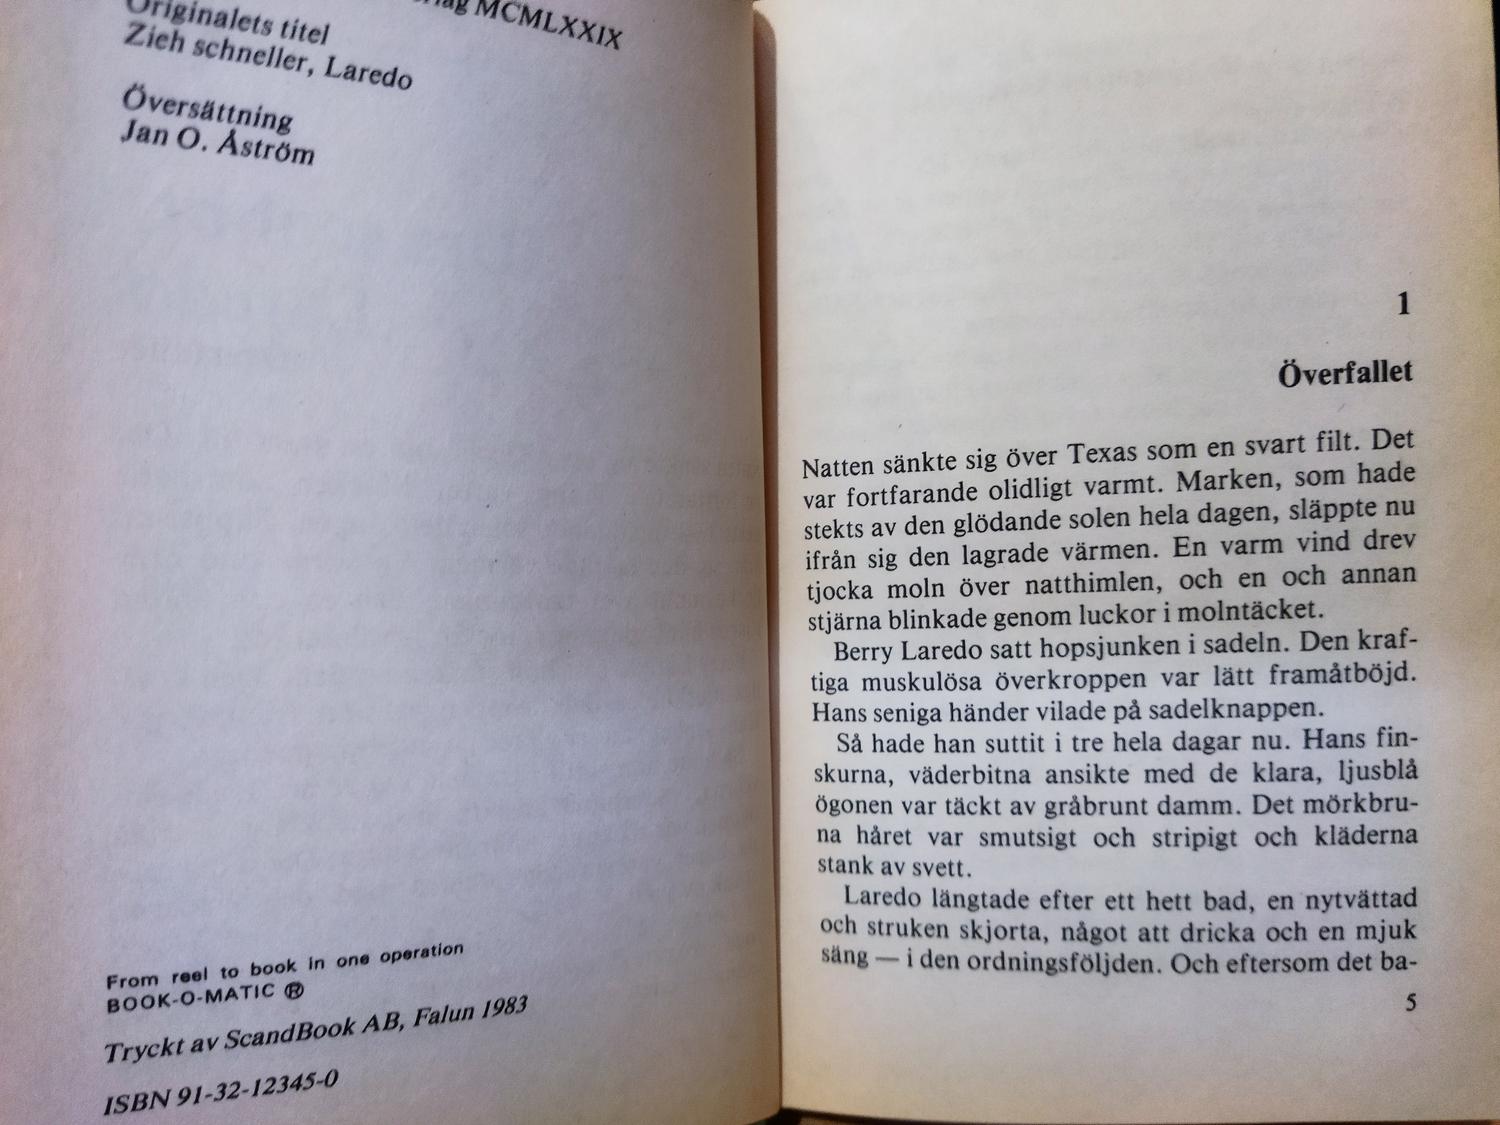 MCMLXXIX
Originalets titel
Zieh schneller, Laredo
Översättning
Jan O. Åström
From reel to book in one operation
BOOK-O-MATIC ®
Tryckt av ScandBook AB, Falun 1983
ISBN 91-32-12345-0
1
Överfallet
Natten sänkte sig över Texas som en svart filt. Det
var fortfarande olidligt varmt. Marken, som hade
stekts av den glödande solen hela dagen, släppte nu
ifrån sig den lagrade värmen. En varm vind drev
tjocka moln över natthimlen, och en och annan
stjärna blinkade genom luckor i molntäcket.
Berry Laredo satt hopsjunken i sadeln. Den kraf-
tiga muskulösa överkroppen var lätt framåtböjd.
Hans seniga händer vilade på sadelknappen.
Så hade han suttit i tre hela dagar nu. Hans fin-
skurna, väderbitna ansikte med de klara, ljusblå
ögonen var täckt av gråbrunt damm. Det mörkbru-
na håret var smutsigt och stripigt och kläderna
stank av svett.
Laredo längtade efter ett hett bad, en nytvättad
och struken skjorta, något att dricka och en mjuk
säng — i den ordningsföljden. Och eftersom det ba-
5